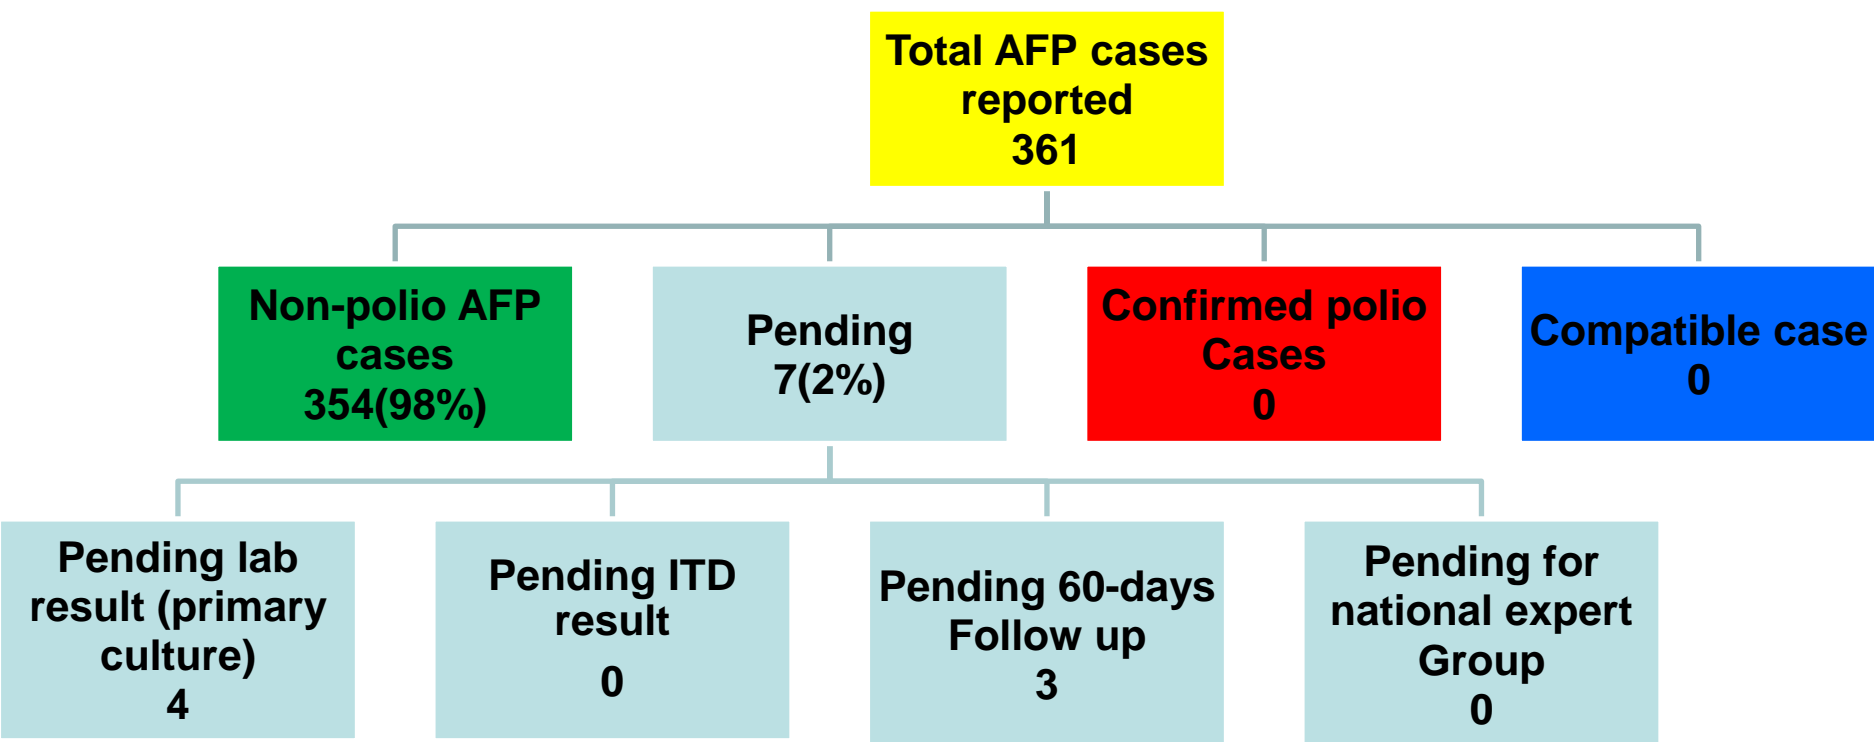 Total AFP cases
reported
361
Non-polio AFP
cases
354(98%)
Pending
7(2%)
Confirmed polio
Cases
0
Compatible case
0
Pending lab
result (primary
culture)
4
Pending ITD
result
0
Pending 60-days
Follow up
3
Pending for
national expert
Group
0